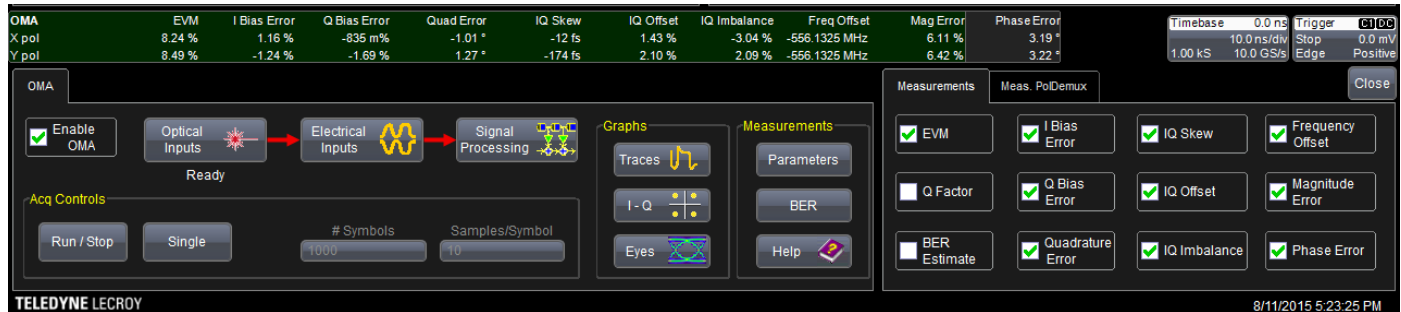 OMA EVM I Bias Error Q Bias Error Quad Error IQ Skew IQ Offset IQ Imbalance Freq Offset Mag Error Phase Error
X pol 8.24 % 1.16 % -835 m% -1.01 ° -12 fs 1.43 % -3.04 % -556.1325 MHz 6.11 % 3.19 °
Y pol 8.49 % -1.24 % -1.69 % 1.27 ° -174 fs 2.10 % 2.09 % -556.1325 MHz 6.42 % 3.22 °
Timebase 0.0 ns
10.0 ns/div
1.00 kS 10.0 GS/s
Trigger C1 DC
Stop 0.0 mV
Edge Positive
OMA
Enable
OMA
Optical
Inputs
Ready
Electrical
Inputs
Signal
Processing
Acq Controls
Run / Stop
Single
# Symbols
1000
Samples/Symbol
10
Graphs
Traces
I - Q
Eyes
Measurements
Parameters
BER
Help
Measurements Meas. PolDemux Close
EVM
I Bias
Error
IQ Skew
Frequency
Offset
Q Factor
Q Bias
Error
IQ Offset
Magnitude
Error
BER
Estimate
Quadrature
Error
IQ Imbalance
Phase Error
TELEDYNE LECROY
8/11/2015 5:23:25 PM